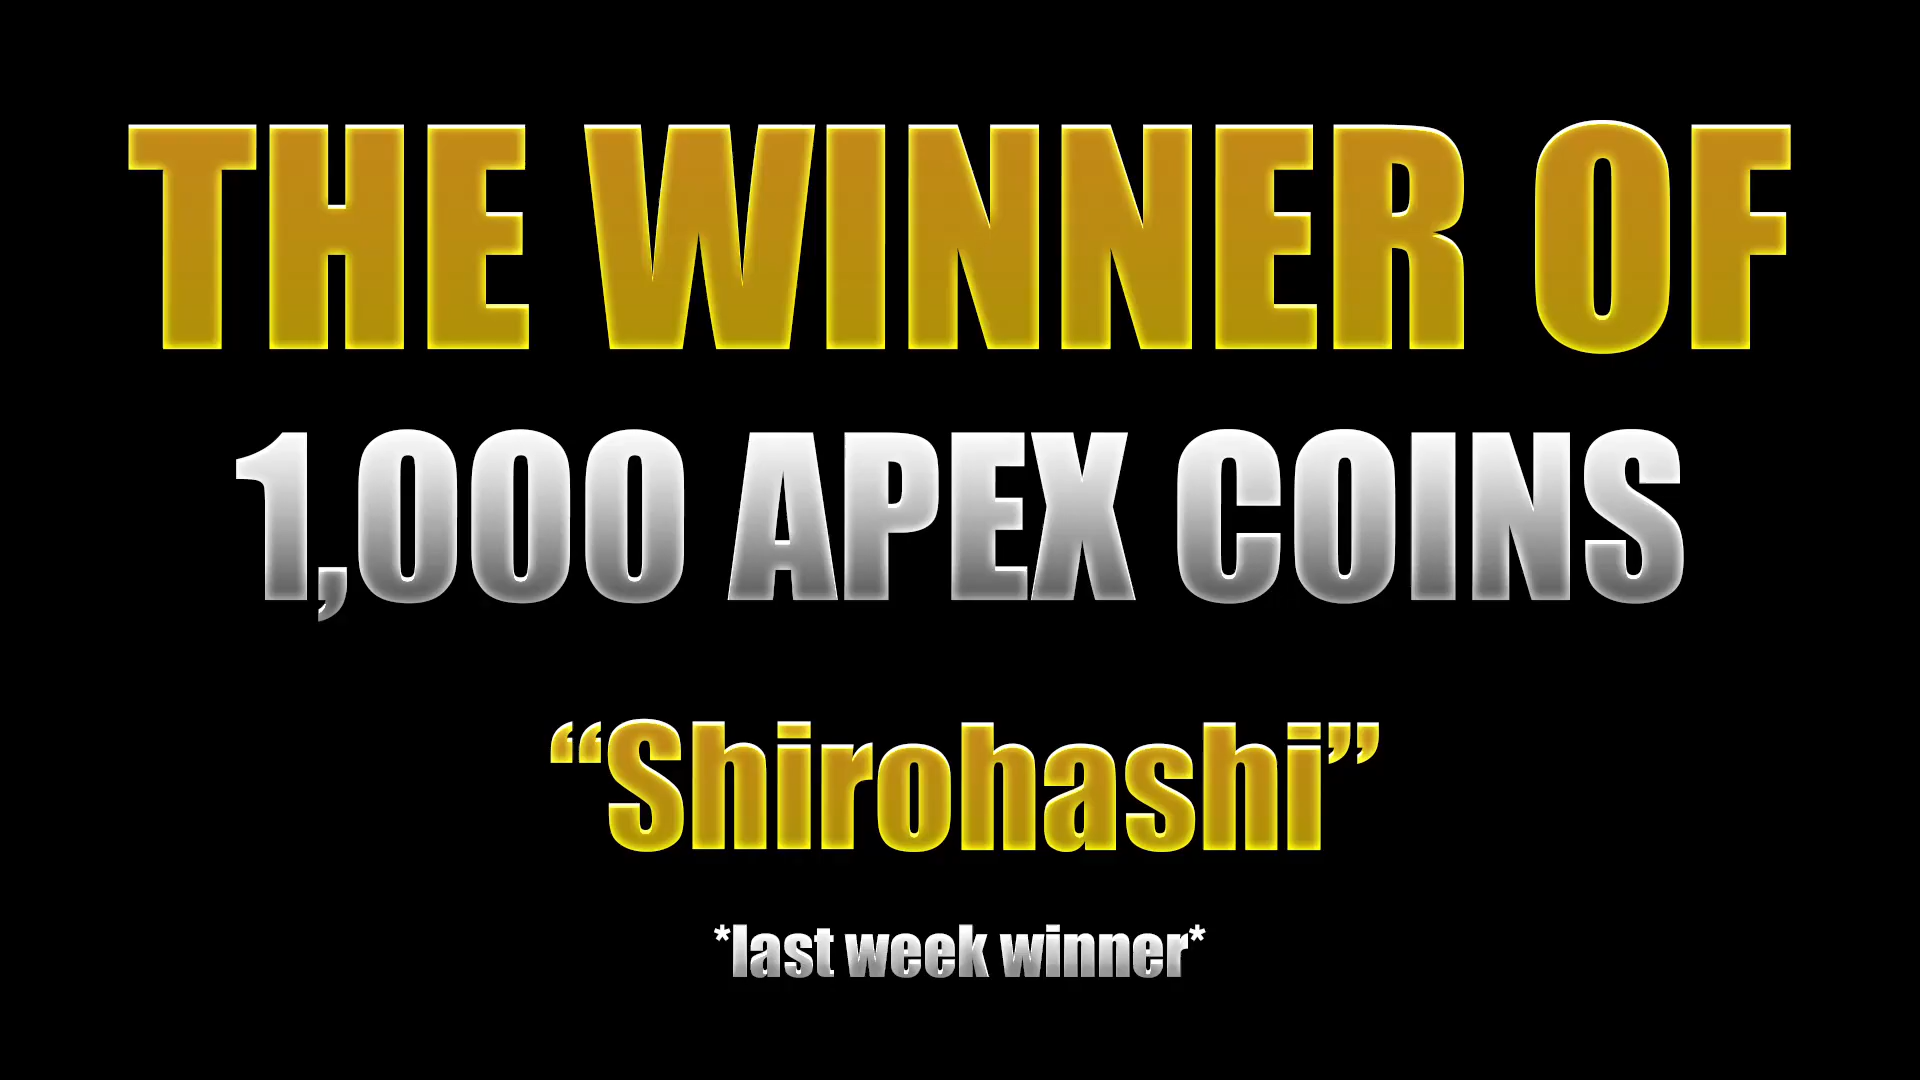 THE WINNER OF
1,000 APEX COINS
“Shirohashi”
*last week winner*